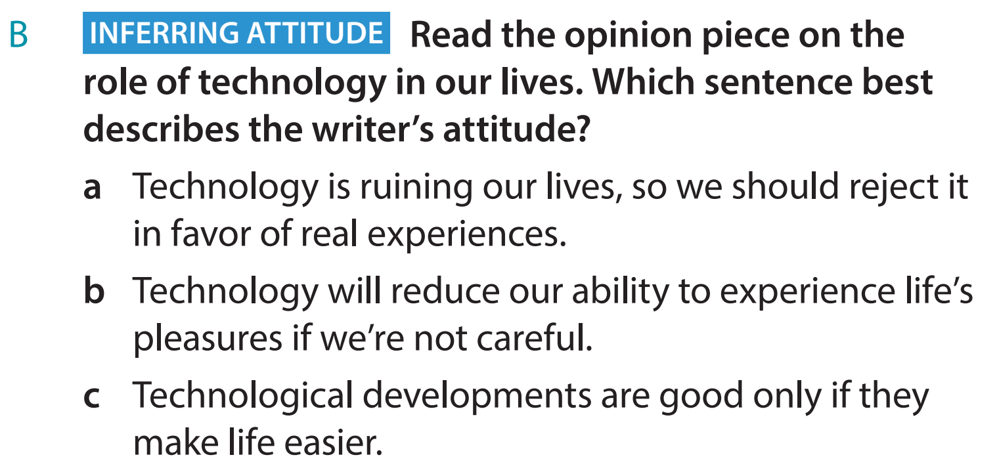 B INFERRING ATTITUDE Read the opinion piece on the
role of technology in our lives. Which sentence best
describes the writer’s attitude?
a Technology is ruining our lives, so we should reject it
in favor of real experiences.
b Technology will reduce our ability to experience life’s
pleasures if we’re not careful.
c Technological developments are good only if they
make life easier.